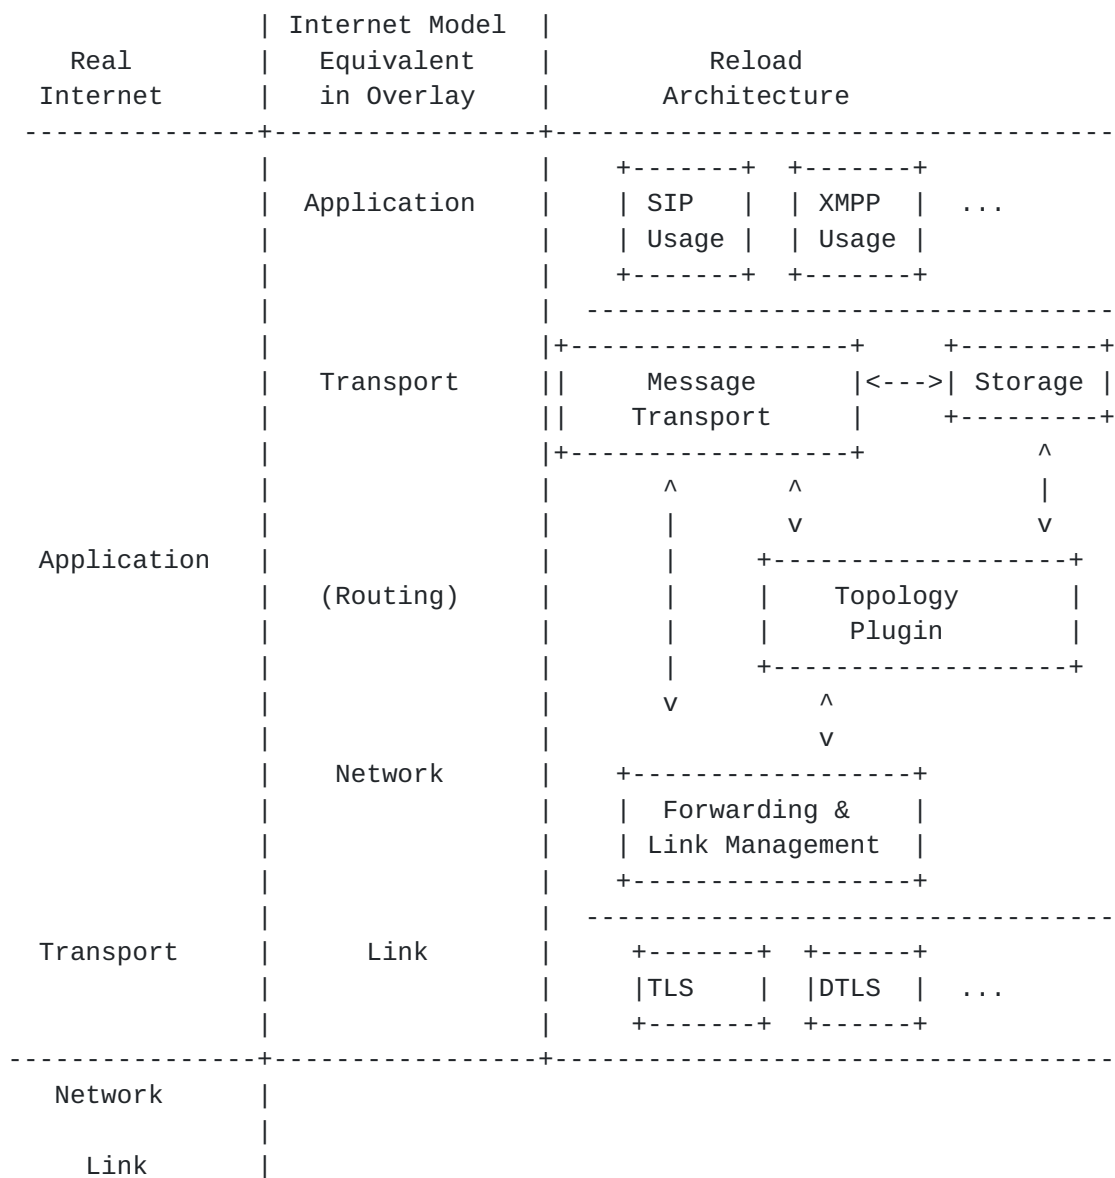 | Internet Model  |
    Real        |   Equivalent    |          Reload
  Internet      |   in Overlay    |       Architecture
 ---------------+-----------------+------------------------------------
                |                 |    +-------+  +-------+
                |  Application    |    | SIP   |  | XMPP  |  ...
                |                 |    | Usage |  | Usage |
                |                 |    +-------+  +-------+
                |                 |  ----------------------------------
                |                 |+------------------+     +---------+
                |   Transport     ||     Message      |<--->| Storage |
                |                 ||    Transport     |     +---------+
                |                 |+------------------+           ^
                |                 |       ^       ^               |
                |                 |       |       v               v
  Application   |                 |       |     +-------------------+
                |   (Routing)     |       |     |    Topology       |
                |                 |       |     |     Plugin        |
                |                 |       |     +-------------------+
                |                 |       v         ^
                |                 |                 v
                |    Network      |    +------------------+
                |                 |    |  Forwarding &    |
                |                 |    | Link Management  |
                |                 |    +------------------+
                |                 |  ----------------------------------
  Transport     |      Link       |     +-------+  +------+
                |                 |     |TLS    |  |DTLS  |  ...
                |                 |     +-------+  +------+
----------------+-----------------+------------------------------------
   Network      |
                |
     Link       |